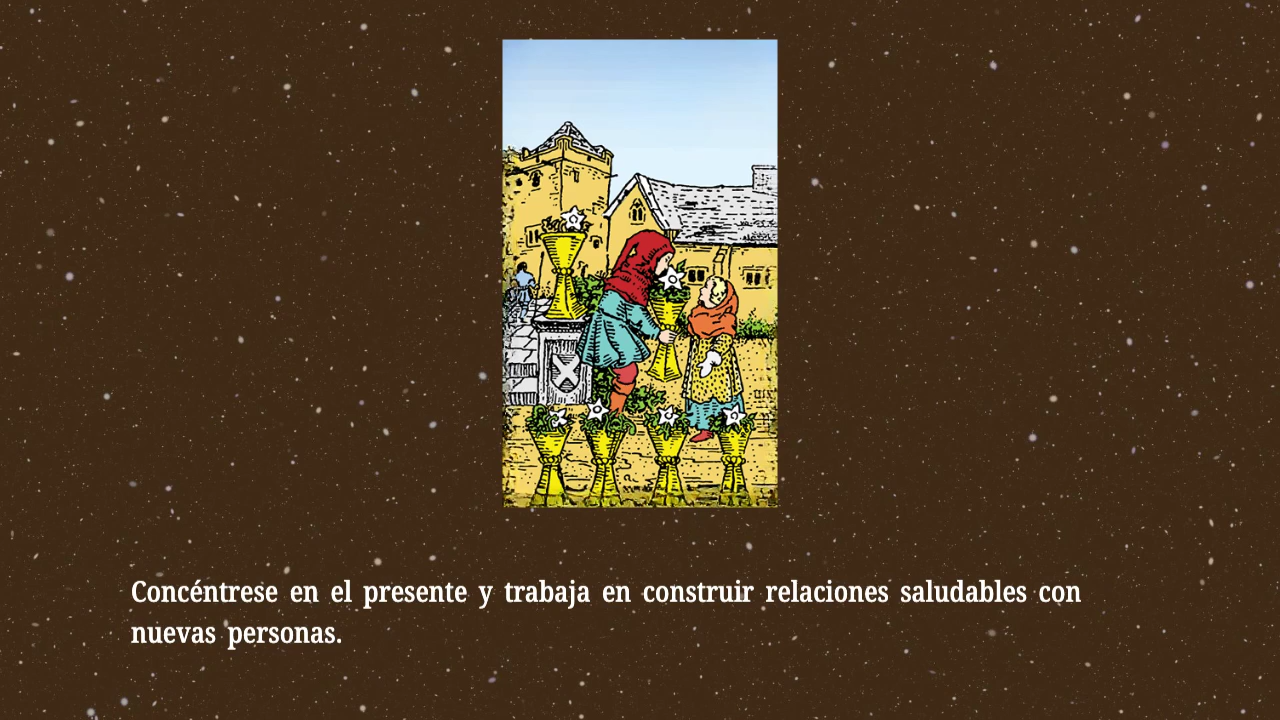 Concéntrese en el presente y trabaja en construir relaciones saludables con
nuevas personas.